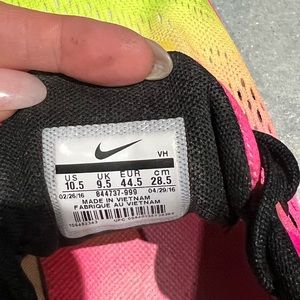 VH
US UK EUR cm
10.5 9.5 44.5 28.5
02/26/16 844737-999 04/29/16
MADE IN VIETNAM
FABRIQUE AU VIETNAM
UPC